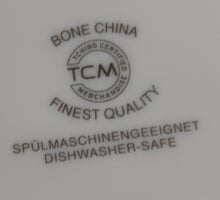 BONE CHINA
TCHIBO CERTIFIED
TCM
MERCHANDISE
FINEST QUALITY
SPÜLMASCHINENGEEIGNET
DISHWASHER-SAFE